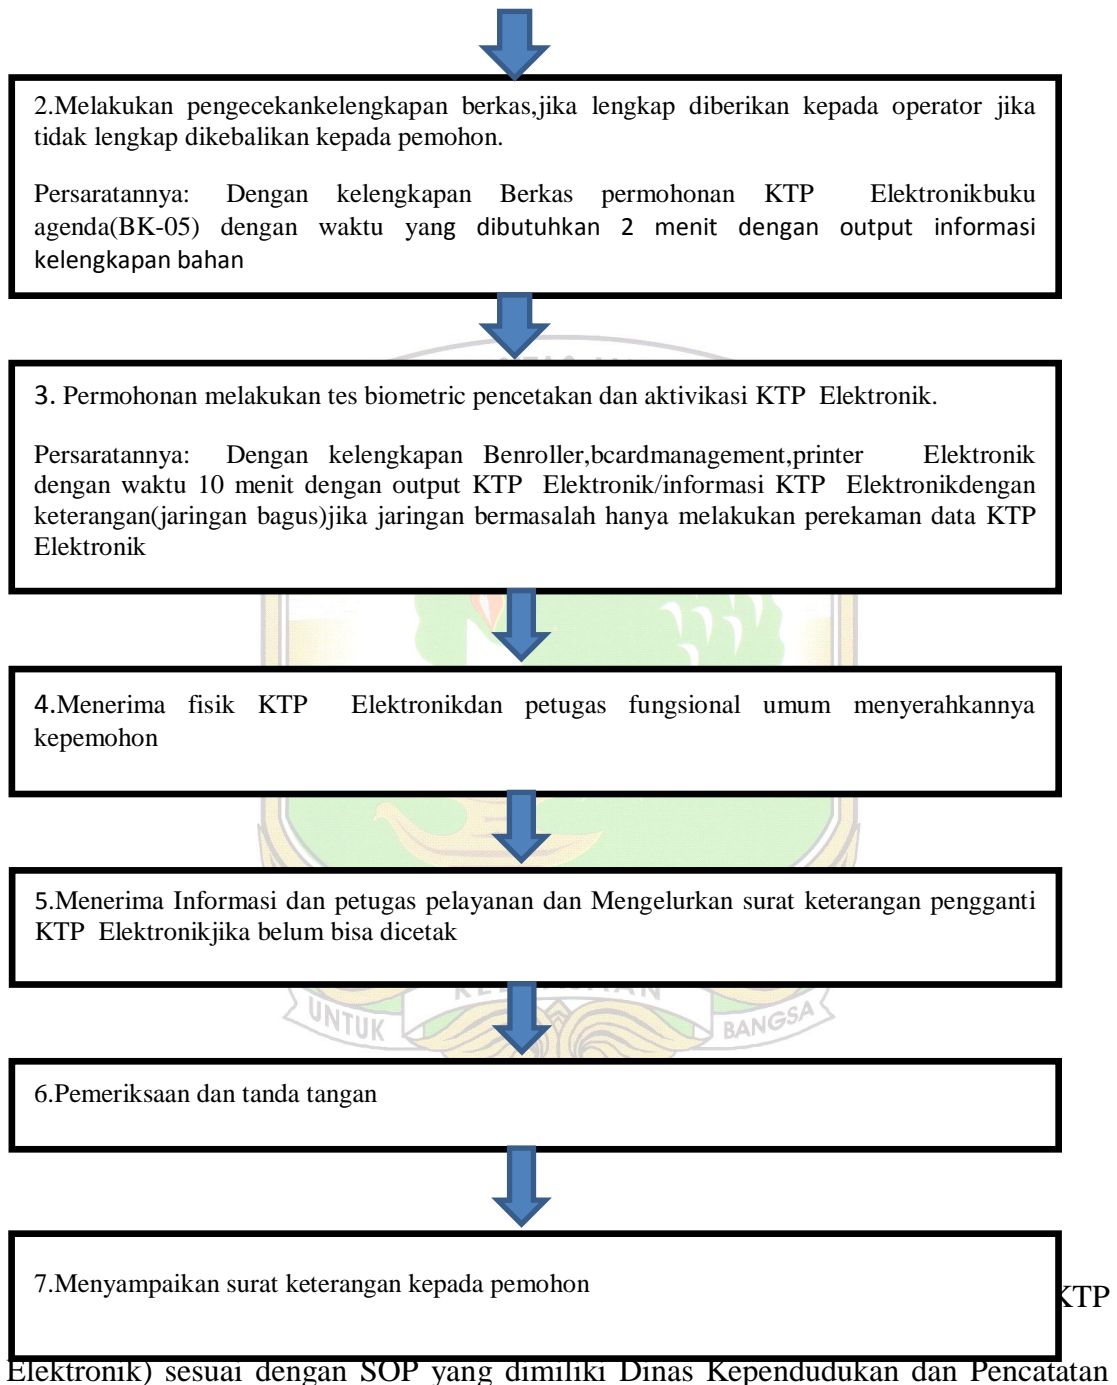 2.Melakukan pengecekankelengkapan berkas,jika lengkap diberikan kepada operator jika
tidak lengkap dikebalikan kepada pemohon.
Persaratannya: Dengan kelengkapan Berkas permohonan KTP Elektronikbuku
agenda(BK-05) dengan waktu yang dibutuhkan 2 menit dengan output informasi
kelengkapan bahan
3. Permohonan melakukan tes biometric pencetakan dan aktivikasi KTP Elektronik.
Persaratannya: Dengan kelengkapan Benroller,bcardmanagement,printer Elektronik
dengan waktu 10 menit dengan output KTP Elektronik/informasi KTP Elektronikdengan
keterangan(jaringan bagus)jika jaringan bermasalah hanya melakukan perekaman data KTP
Elektronik
4.Menerima fisik KTP Elektronikdan petugas fungsional umum menyerahkannya
kepemohon
5.Menerima Informasi dan petugas pelayanan dan Mengelurkan surat keterangan pengganti
KTP Elektronikjika belum bisa dicetak
UNTUK BANGSA
6.Pemeriksaan dan tanda tangan
7.Menyampaikan surat keterangan kepada pemohon
KTP
Elektronik) sesuai dengan SOP yang dimiliki Dinas Kependudukan dan Pencatatan